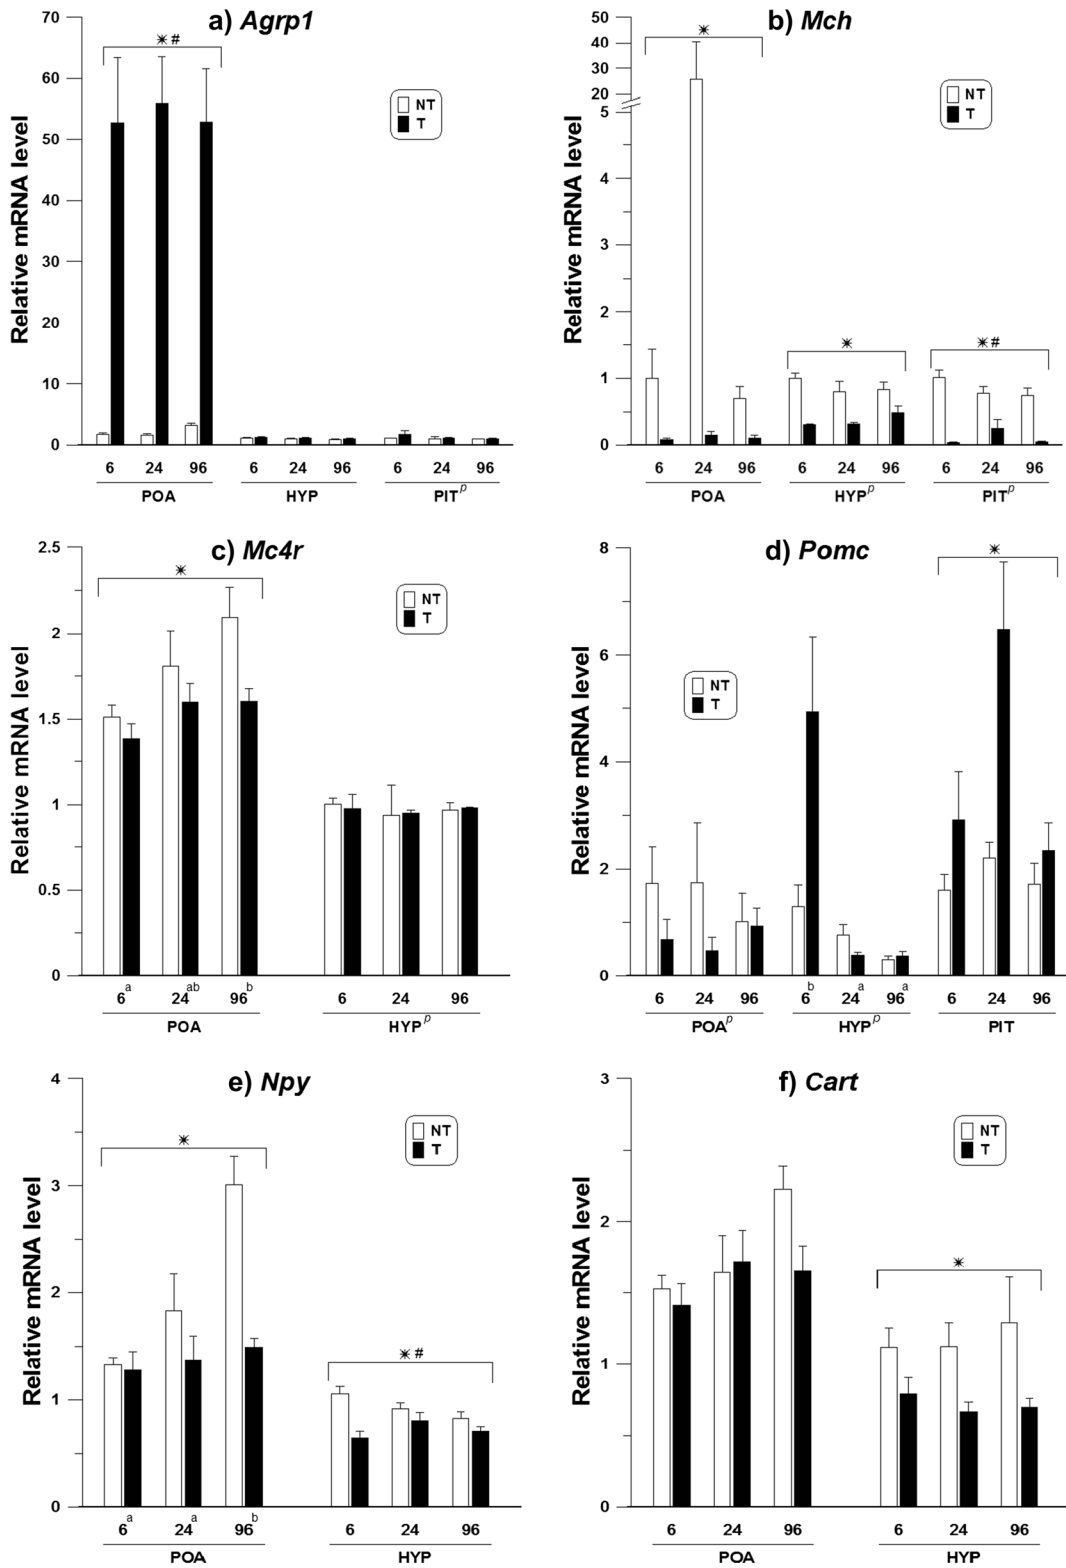 a) Agrp1
Relative mRNA level
70
60
50
40
30
20
10
0
✳ #
NT
T
6 24 96 6 24 96 6 24 96
POA HYP PITᵖ
b) Mch
Relative mRNA level
50
40
30
20
5
4
3
2
1
0
✳
✳
✳ #
NT
T
6 24 96 6 24 96 6 24 96
POA HYPᵖ PITᵖ
c) Mc4r
Relative mRNA level
2.5
2
1.5
1
0.5
0
✳
NT
T
6ᵃ 24ᵃᵇ 96ᵇ 6 24 96
POA HYPᵖ
d) Pomc
Relative mRNA level
8
6
4
2
0
✳
NT
T
6 24 96 6ᵇ 24ᵃ 96ᵃ 6 24 96
POAᵖ HYPᵖ PIT
e) Npy
Relative mRNA level
4
3
2
1
0
✳
✳ #
NT
T
6ᵃ 24ᵃ 96ᵇ 6 24 96
POA HYP
f) Cart
Relative mRNA level
3
2
1
0
✳
NT
T
6 24 96 6 24 96
POA HYP